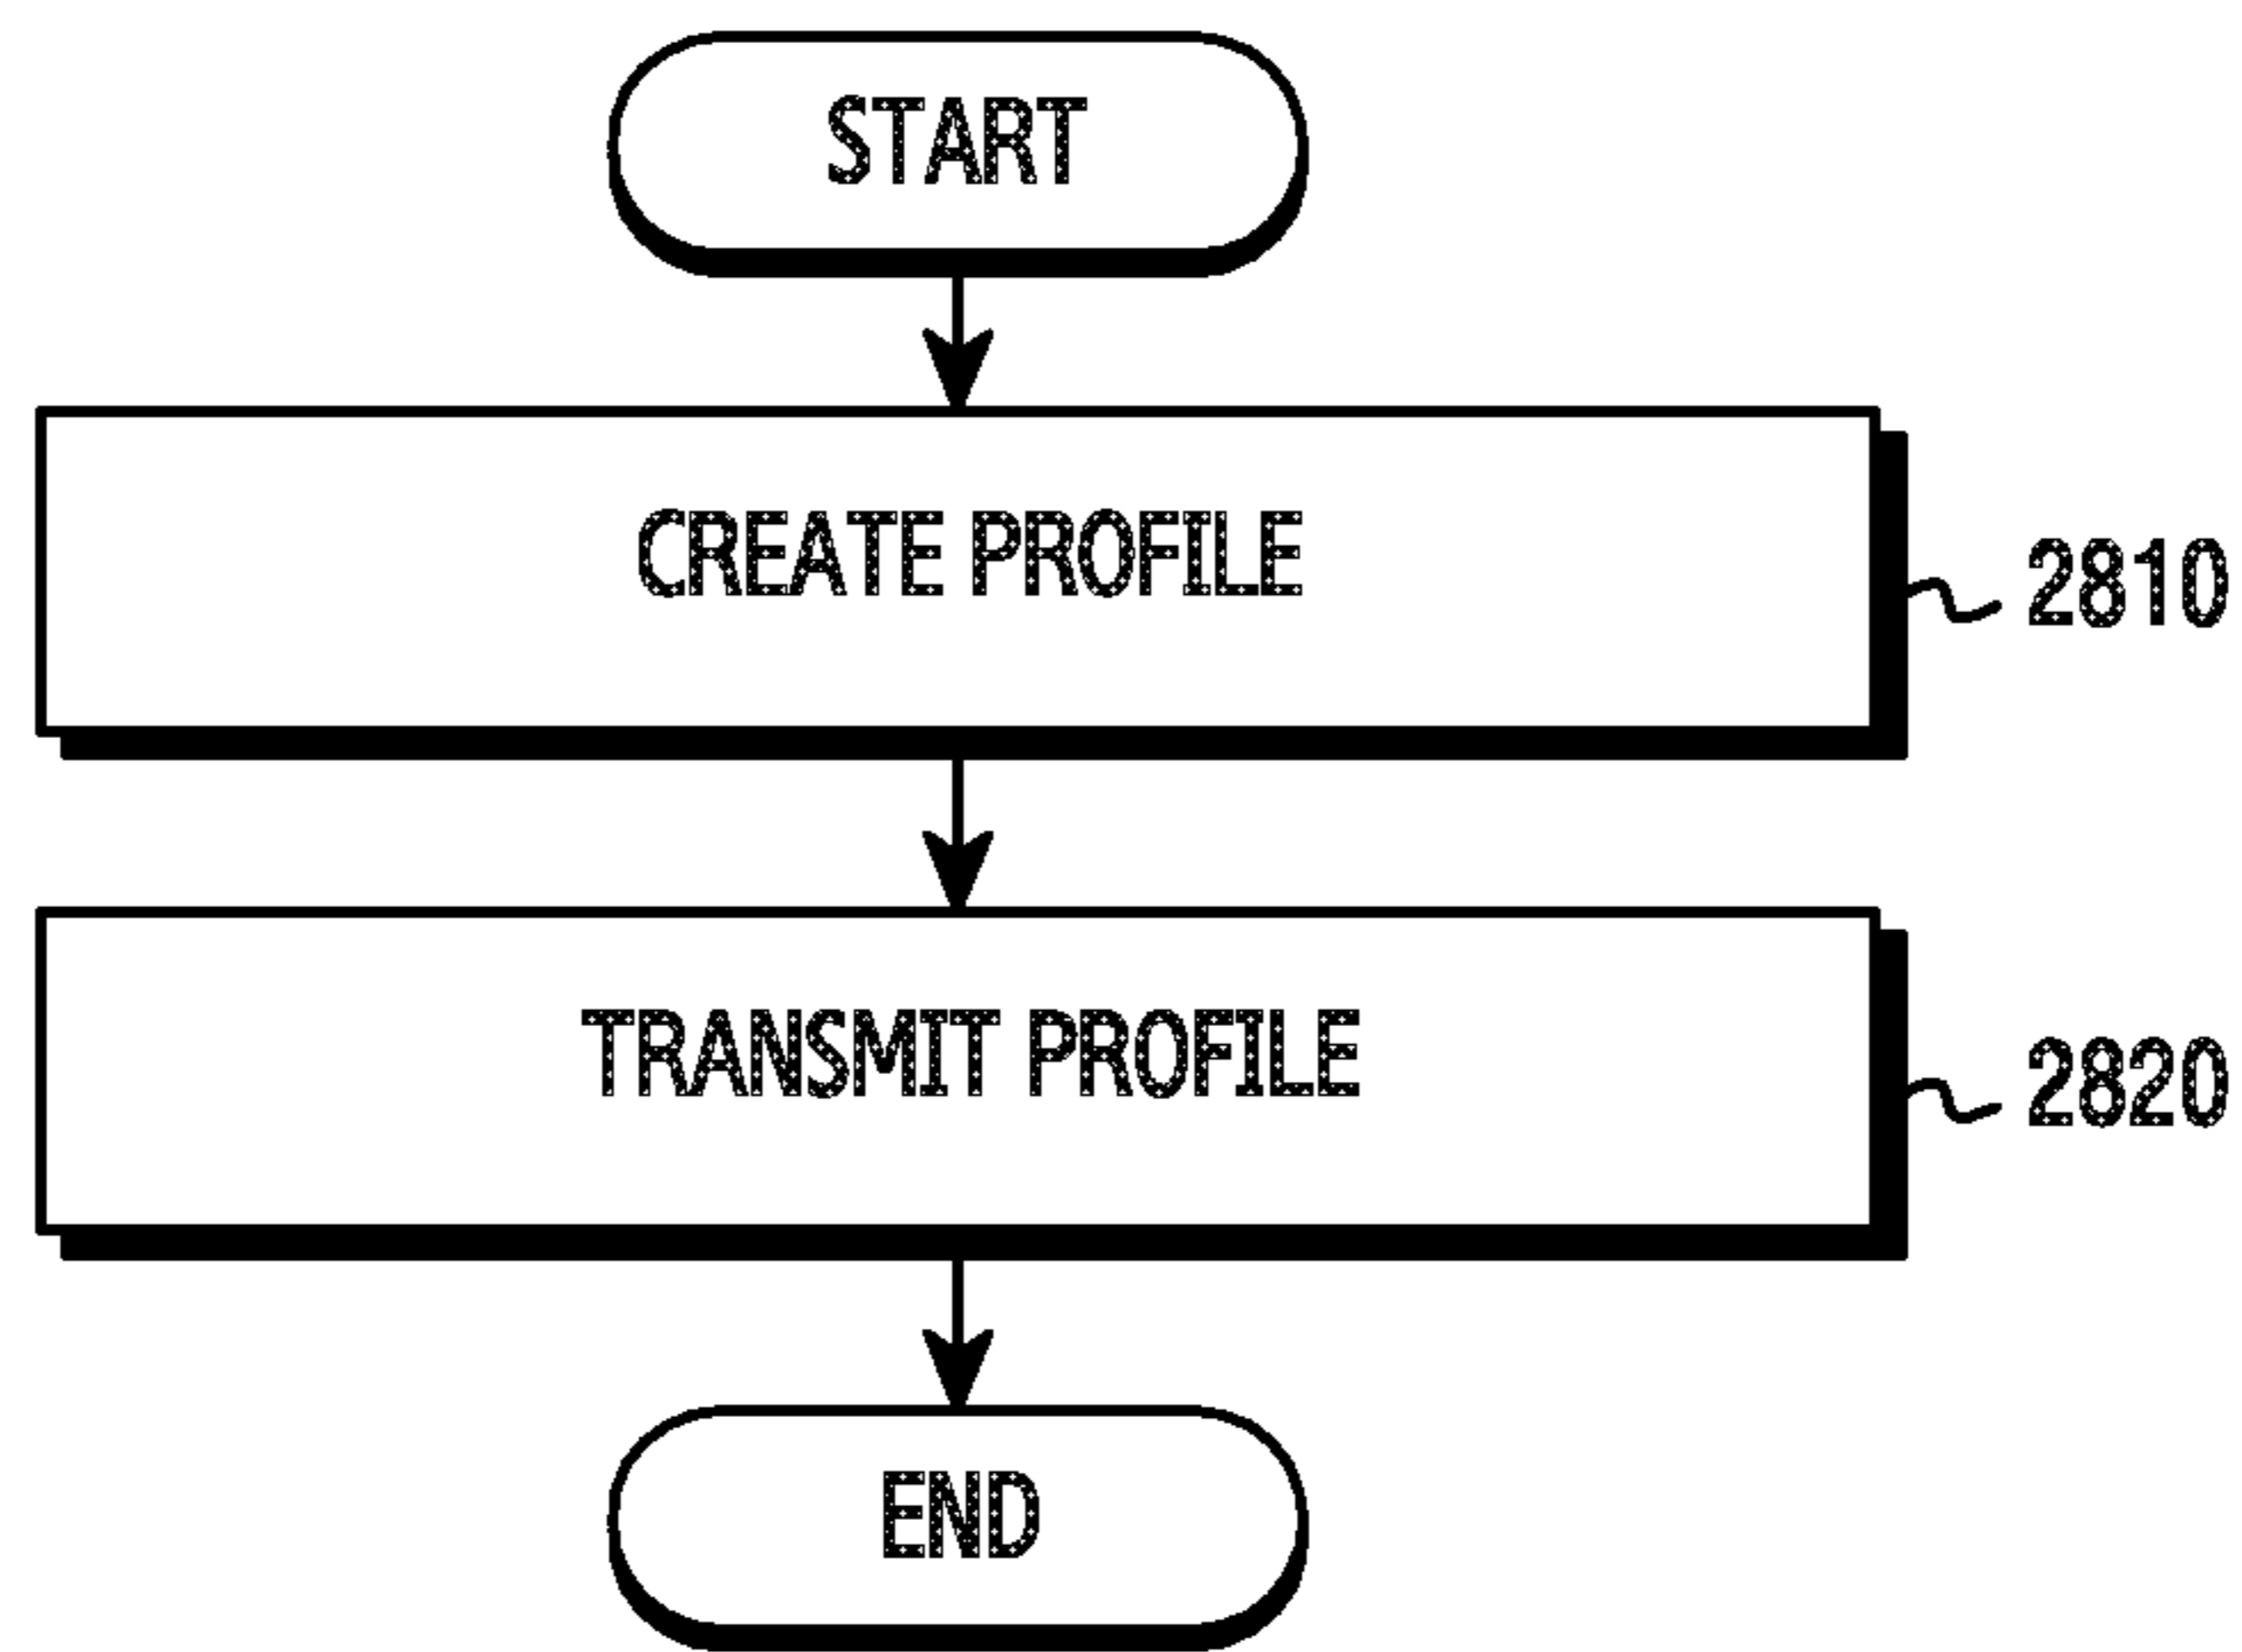 START
CREATE PROFILE
2810
TRANSMIT PROFILE
2820
END